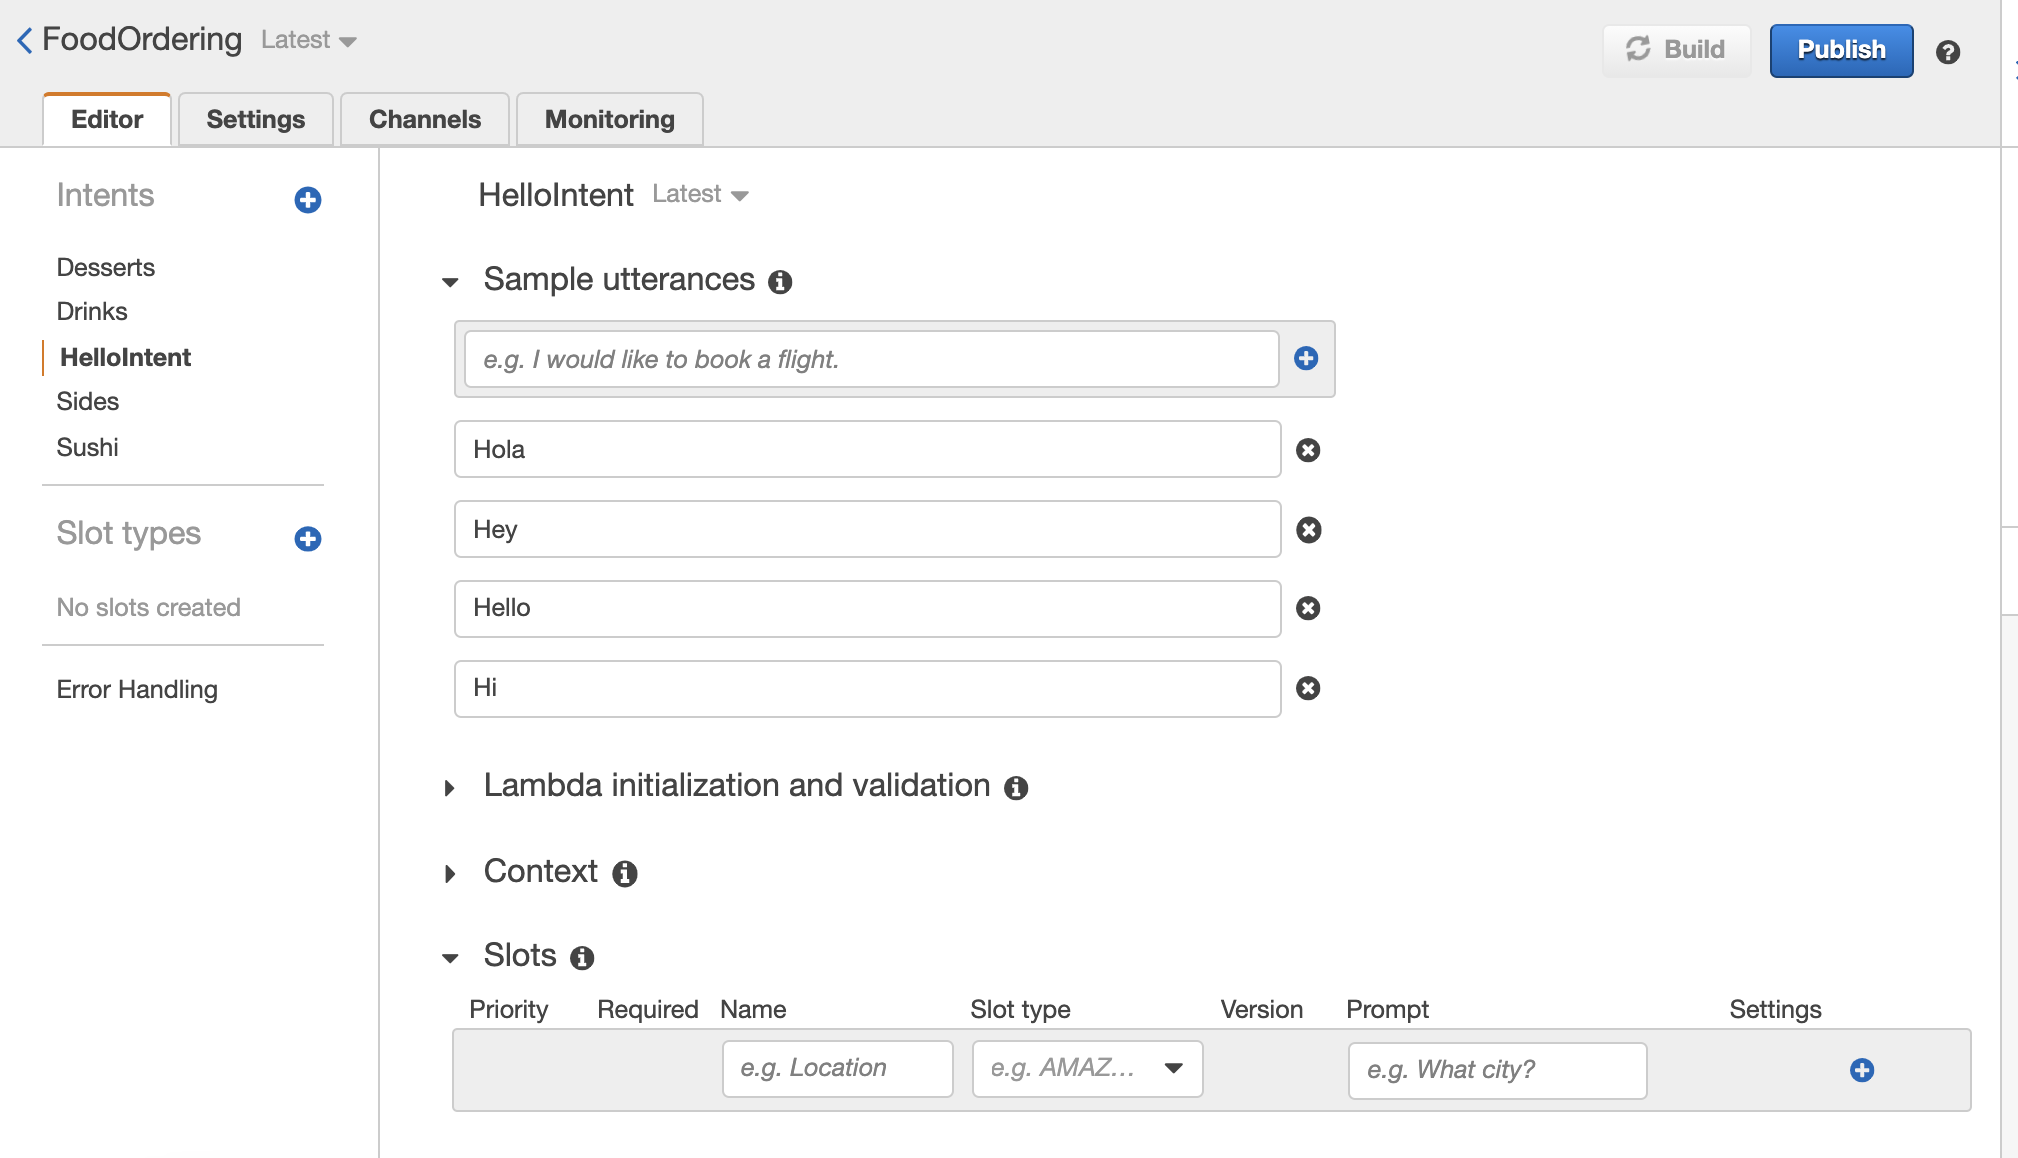 FoodOrdering Latest
Build
Publish
Editor
Settings
Channels
Monitoring
Intents
Desserts
Drinks
HelloIntent
Sides
Sushi
Slot types
No slots created
Error Handling
HelloIntent Latest
Sample utterances
e.g. I would like to book a flight.
Hola
Hey
Hello
Hi
Lambda initialization and validation
Context
Slots
Priority Required Name Slot type Version Prompt Settings
e.g. Location e.g. AMAZ... e.g. What city?